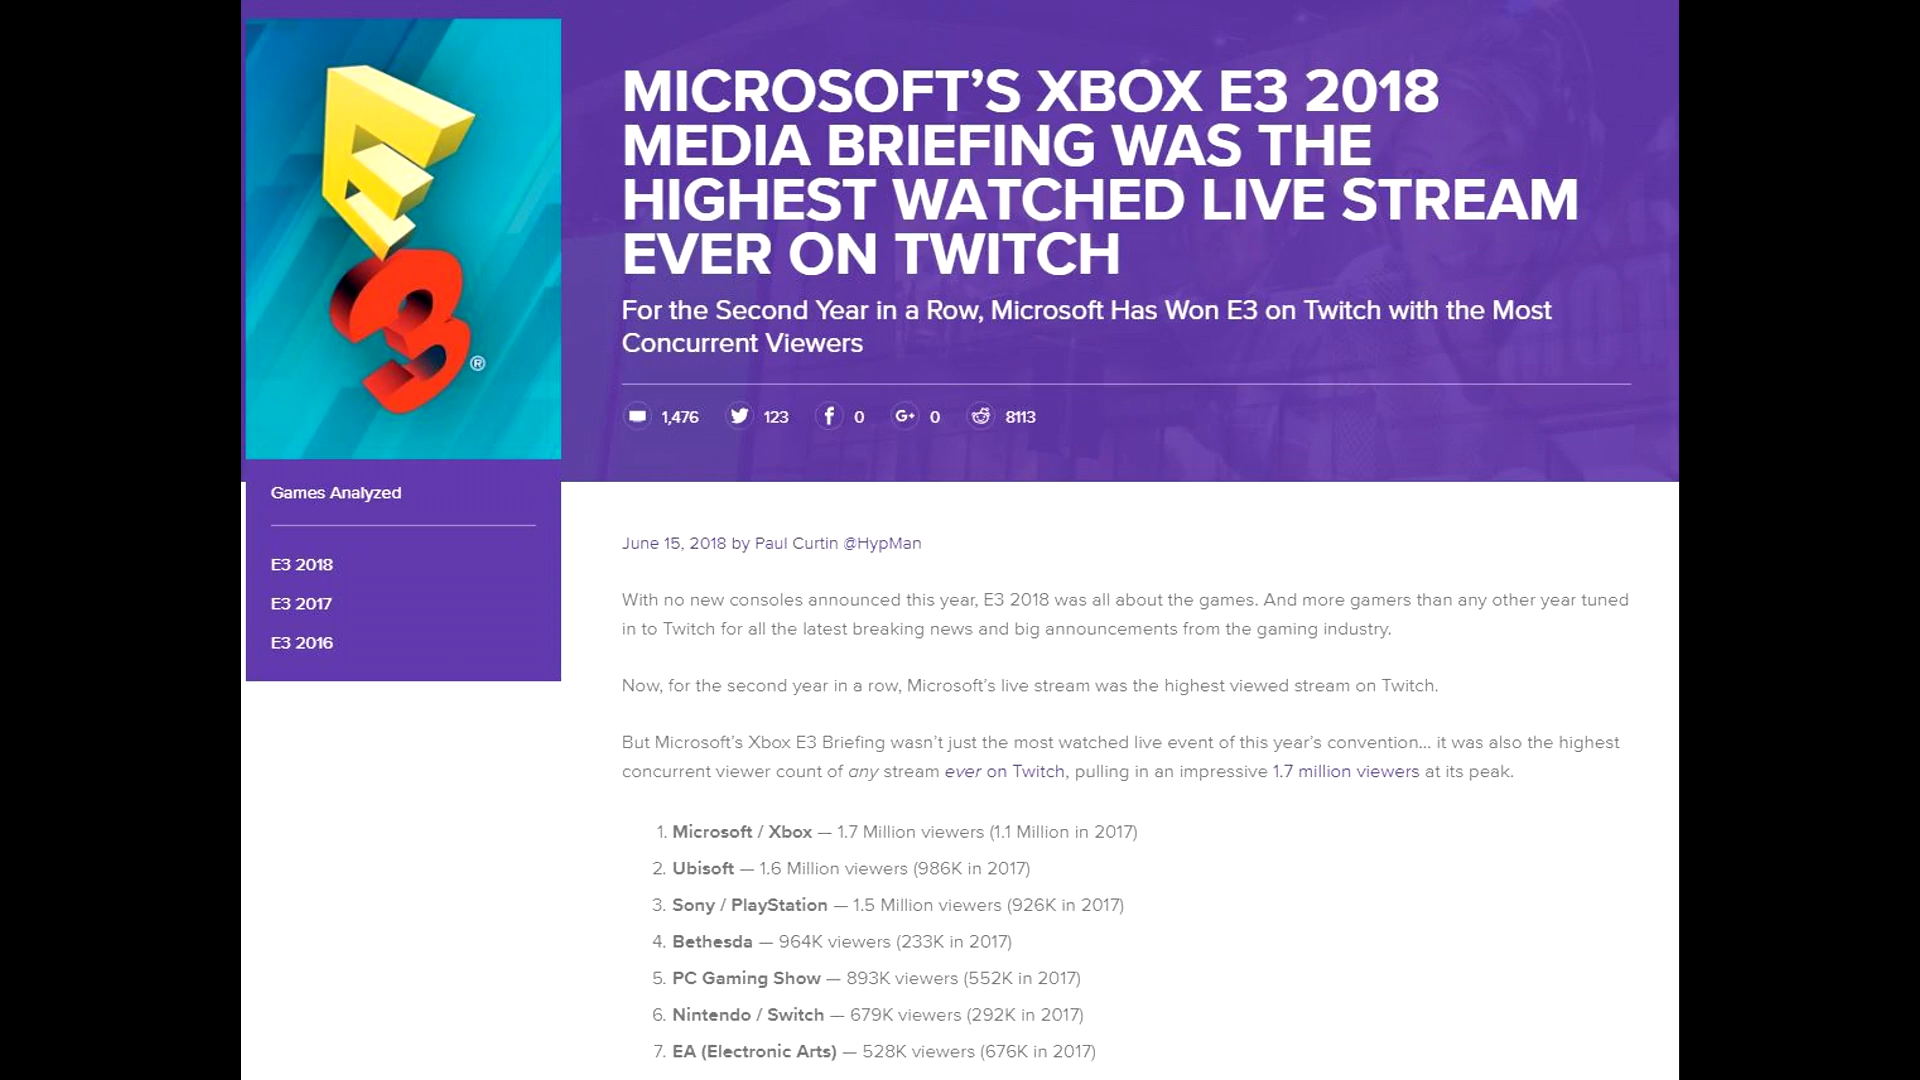 E3®
MICROSOFT’S XBOX E3 2018
MEDIA BRIEFING WAS THE
HIGHEST WATCHED LIVE STREAM
EVER ON TWITCH
For the Second Year in a Row, Microsoft Has Won E3 on Twitch with the Most
Concurrent Viewers
1,476 123 0 G+ 0 8113
Games Analyzed
E3 2018
E3 2017
E3 2016
June 15, 2018 by Paul Curtin @HypMan
With no new consoles announced this year, E3 2018 was all about the games. And more gamers than any other year tuned
in to Twitch for all the latest breaking news and big announcements from the gaming industry.
Now, for the second year in a row, Microsoft’s live stream was the highest viewed stream on Twitch.
But Microsoft’s Xbox E3 Briefing wasn’t just the most watched live event of this year’s convention... it was also the highest
concurrent viewer count of any stream ever on Twitch, pulling in an impressive 1.7 million viewers at its peak.
1. Microsoft / Xbox — 1.7 Million viewers (1.1 Million in 2017)
2. Ubisoft — 1.6 Million viewers (986K in 2017)
3. Sony / PlayStation — 1.5 Million viewers (926K in 2017)
4. Bethesda — 964K viewers (233K in 2017)
5. PC Gaming Show — 893K viewers (552K in 2017)
6. Nintendo / Switch — 679K viewers (292K in 2017)
7. EA (Electronic Arts) — 528K viewers (676K in 2017)